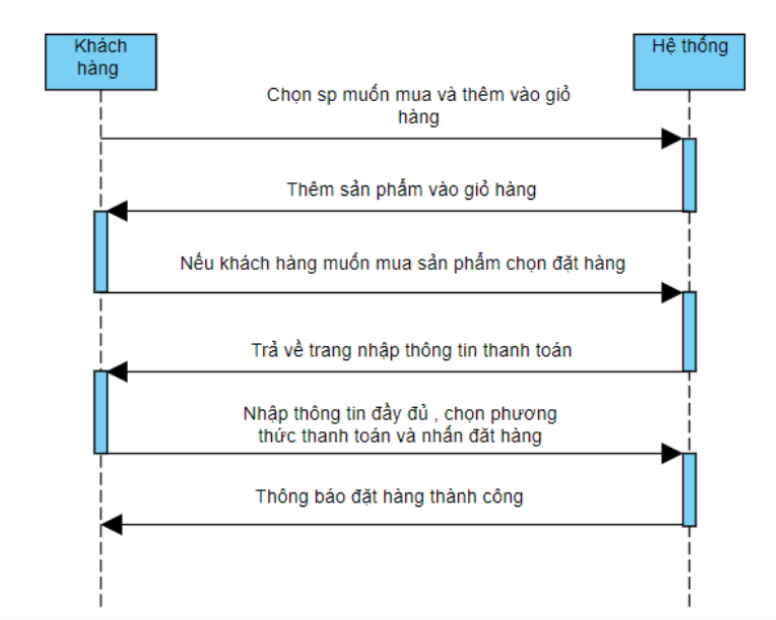 Khách
hàng
Hệ thống
Chọn sp muốn mua và thêm vào giỏ
hàng
Thêm sản phẩm vào giỏ hàng
Nếu khách hàng muốn mua sản phẩm chọn đặt hàng
Trả về trang nhập thông tin thanh toán
Nhập thông tin đầy đủ , chọn phương
thức thanh toán và nhấn đăt hàng
Thông báo đặt hàng thành công